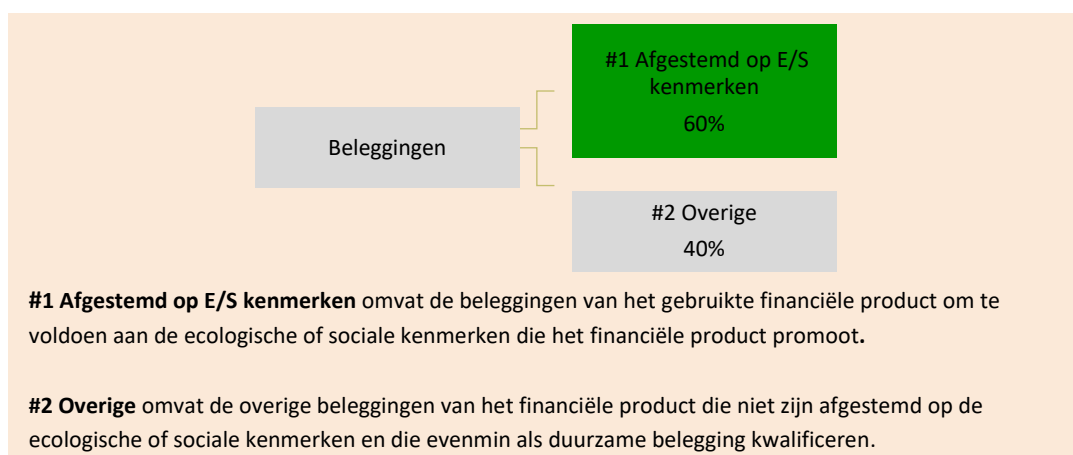 #1 Afgestemd op E/S
kenmerken
60%
Beleggingen
#2 Overige
40%
#1 Afgestemd op E/S kenmerken omvat de beleggingen van het gebruikte financiële product om te
voldoen aan de ecologische of sociale kenmerken die het financiële product promoot.
#2 Overige omvat de overige beleggingen van het financiële product die niet zijn afgestemd op de
ecologische of sociale kenmerken en die evenmin als duurzame belegging kwalificeren.